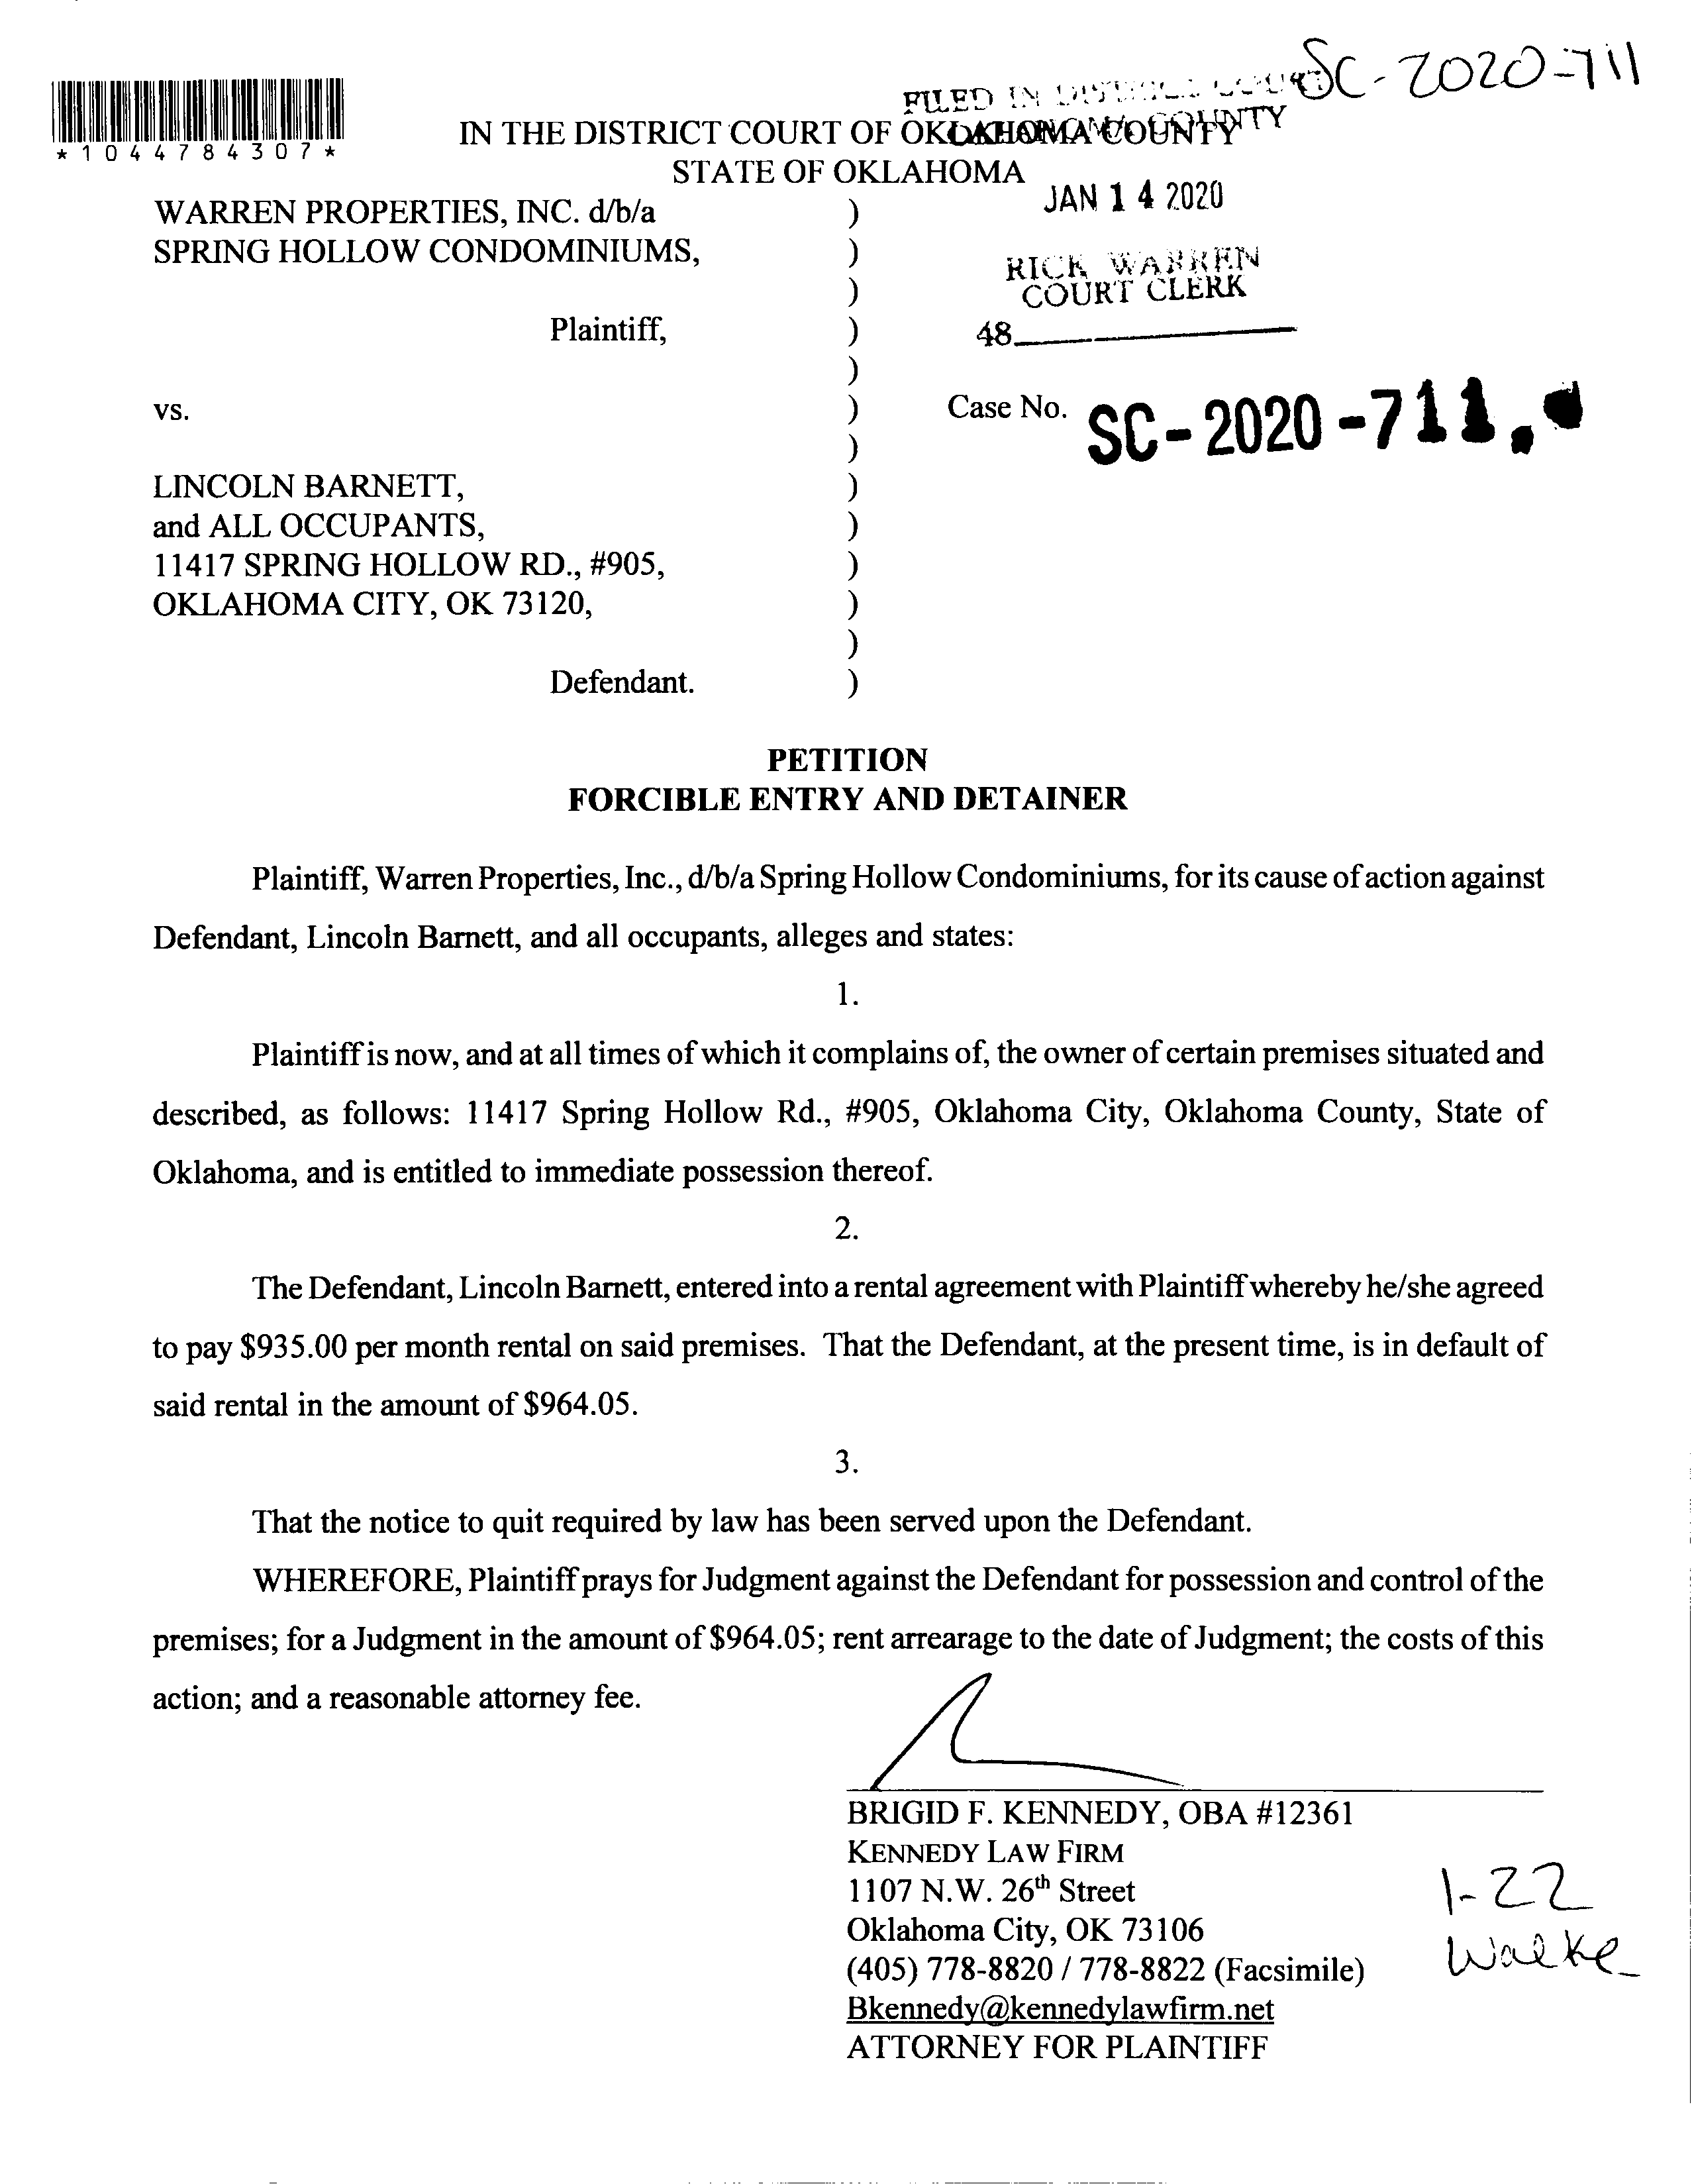 SC-2020-711
FILED IN DISTRICT COURT
OKLAHOMA COUNTY
*1044784307*
IN THE DISTRICT COURT OF OKLAHOMA COUNTY
STATE OF OKLAHOMA
JAN 14 2020
WARREN PROPERTIES, INC. d/b/a )
SPRING HOLLOW CONDOMINIUMS, )
RICK WARREN
COURT CLERK
)
Plaintiff, )
48
)
vs. )
Case No. SC-2020-711
)
LINCOLN BARNETT, )
and ALL OCCUPANTS, )
11417 SPRING HOLLOW RD., #905, )
OKLAHOMA CITY, OK 73120, )
)
Defendant. )
PETITION
FORCIBLE ENTRY AND DETAINER
Plaintiff, Warren Properties, Inc., d/b/a Spring Hollow Condominiums, for its cause of action against
Defendant, Lincoln Barnett, and all occupants, alleges and states:
1.
Plaintiff is now, and at all times of which it complains of, the owner of certain premises situated and
described, as follows: 11417 Spring Hollow Rd., #905, Oklahoma City, Oklahoma County, State of
Oklahoma, and is entitled to immediate possession thereof.
2.
The Defendant, Lincoln Barnett, entered into a rental agreement with Plaintiff whereby he/she agreed
to pay $935.00 per month rental on said premises. That the Defendant, at the present time, is in default of
said rental in the amount of $964.05.
3.
That the notice to quit required by law has been served upon the Defendant.
WHEREFORE, Plaintiff prays for Judgment against the Defendant for possession and control of the
premises; for a Judgment in the amount of $964.05; rent arrearage to the date of Judgment; the costs of this
action; and a reasonable attorney fee.
BRIGID F. KENNEDY, OBA #12361
KENNEDY LAW FIRM
1107 N.W. 26th Street
Oklahoma City, OK 73106
(405) 778-8820 / 778-8822 (Facsimile)
Bkennedy@kennedylawfirm.net
ATTORNEY FOR PLAINTIFF
1-22
Walke